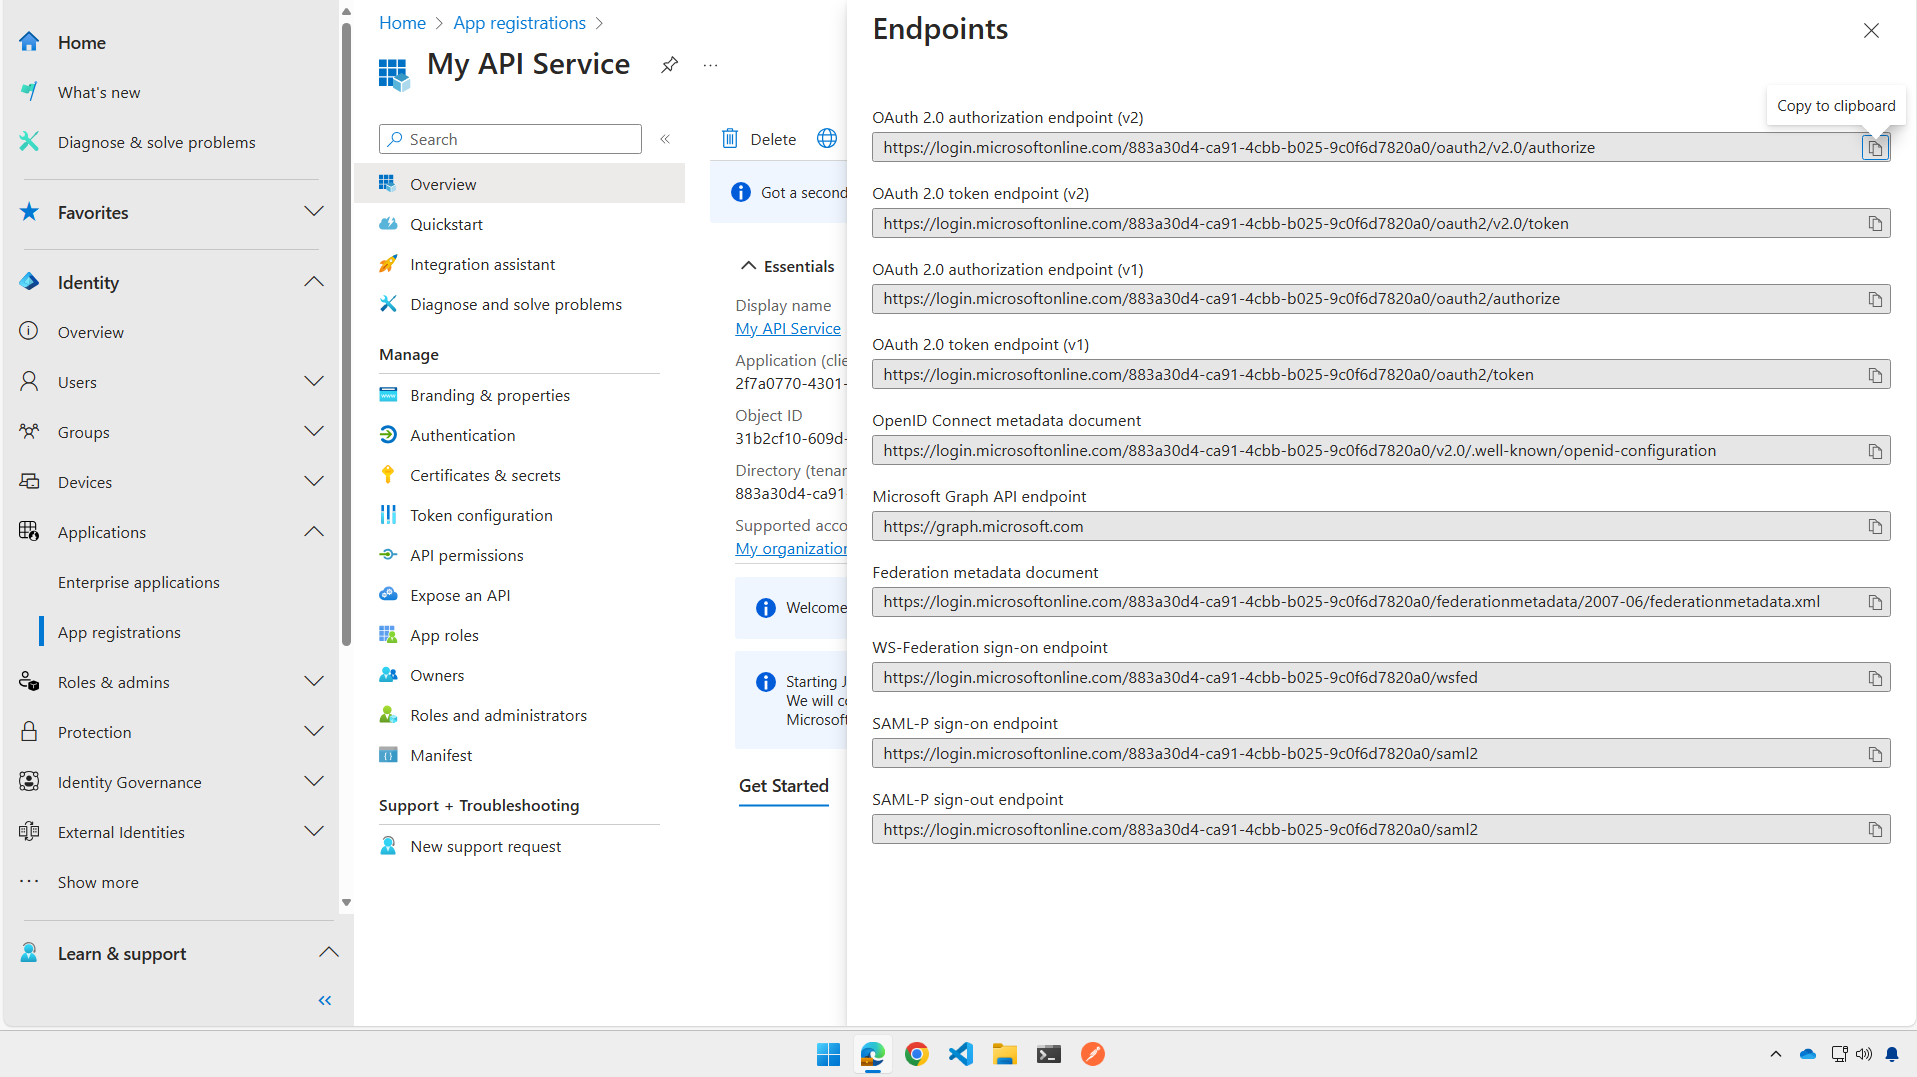 Home
What's new
Diagnose & solve problems
Favorites
Identity
Overview
Users
Groups
Devices
Applications
Enterprise applications
App registrations
Roles & admins
Protection
Identity Governance
External Identities
Show more
Learn & support
Home
App registrations
My API Service
Search
Overview
Quickstart
Integration assistant
Diagnose and solve problems
Manage
Branding & properties
Authentication
Certificates & secrets
Token configuration
API permissions
Expose an API
App roles
Owners
Roles and administrators
Manifest
Support + Troubleshooting
New support request
Delete
Got a second
Essentials
Display name
My API Service
Application (clie
2f7a0770-4301-
Object ID
31b2cf10-609d-
Directory (tenan
883a30d4-ca91-
Supported acco
My organization
Welcome
Starting J
We will co
Microsoft
Get Started
Endpoints
Copy to clipboard
OAuth 2.0 authorization endpoint (v2)
https://login.microsoftonline.com/883a30d4-ca91-4cbb-b025-9c0f6d7820a0/oauth2/v2.0/authorize
OAuth 2.0 token endpoint (v2)
https://login.microsoftonline.com/883a30d4-ca91-4cbb-b025-9c0f6d7820a0/oauth2/v2.0/token
OAuth 2.0 authorization endpoint (v1)
https://login.microsoftonline.com/883a30d4-ca91-4cbb-b025-9c0f6d7820a0/oauth2/authorize
OAuth 2.0 token endpoint (v1)
https://login.microsoftonline.com/883a30d4-ca91-4cbb-b025-9c0f6d7820a0/oauth2/token
OpenID Connect metadata document
https://login.microsoftonline.com/883a30d4-ca91-4cbb-b025-9c0f6d7820a0/v2.0/.well-known/openid-configuration
Microsoft Graph API endpoint
https://graph.microsoft.com
Federation metadata document
https://login.microsoftonline.com/883a30d4-ca91-4cbb-b025-9c0f6d7820a0/federationmetadata/2007-06/federationmetadata.xml
WS-Federation sign-on endpoint
https://login.microsoftonline.com/883a30d4-ca91-4cbb-b025-9c0f6d7820a0/wsfed
SAML-P sign-on endpoint
https://login.microsoftonline.com/883a30d4-ca91-4cbb-b025-9c0f6d7820a0/saml2
SAML-P sign-out endpoint
https://login.microsoftonline.com/883a30d4-ca91-4cbb-b025-9c0f6d7820a0/saml2